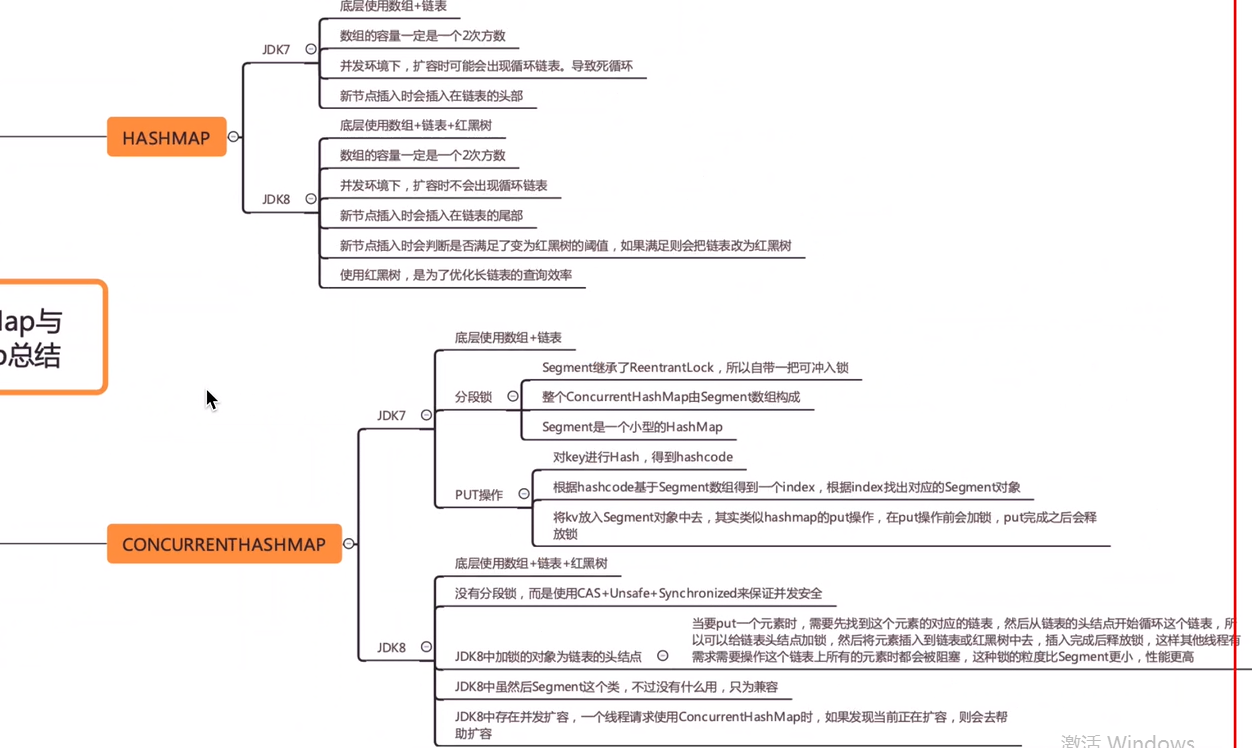 底层使用数组+链表
数组的容量一定是一个2次方数
JDK7
并发环境下，扩容时可能会出现循环链表。导致死循环
新节点插入时会插入在链表的头部
HASHMAP
底层使用数组+链表+红黑树
数组的容量一定是一个2次方数
并发环境下，扩容时不会出现循环链表
JDK8
新节点插入时会插入在链表的尾部
新节点插入时会判断是否满足了变为红黑树的阈值，如果满足则会把链表改为红黑树
使用红黑树，是为了优化长链表的查询效率
ap与
总结
底层使用数组+链表
Segment继承了ReentrantLock，所以自带一把可冲入锁
分段锁
整个ConcurrentHashMap由Segment数组构成
JDK7
Segment是一个小型的HashMap
对key进行Hash，得到hashcode
PUT操作
根据hashcode基于Segment数组得到一个index，根据index找出对应的Segment对象
将kv放入Segment对象中去，其实类似hashmap的put操作，在put操作前会加锁，put完成之后会释
放锁
CONCURRENTHASHMAP
底层使用数组+链表+红黑树
没有分段锁，而是使用CAS+Unsafe+Synchronized来保证并发安全
JDK8
JDK8中加锁的对象为链表的头结点
当要put一个元素时，需要先找到这个元素的对应的链表，然后从链表的头结点开始循环这个链表，所
以可以给链表头结点加锁，然后将元素插入到链表或红黑树中去，插入完成后释放锁，这样其他线程有
需求需要操作这个链表上所有的元素时都会被阻塞，这种锁的粒度比Segment更小，性能更高
JDK8中虽然后Segment这个类，不过没有什么用，只为兼容
JDK8中存在并发扩容，一个线程请求使用ConcurrentHashMap时，如果发现当前正在扩容，则会去帮
助扩容
激活 Windows